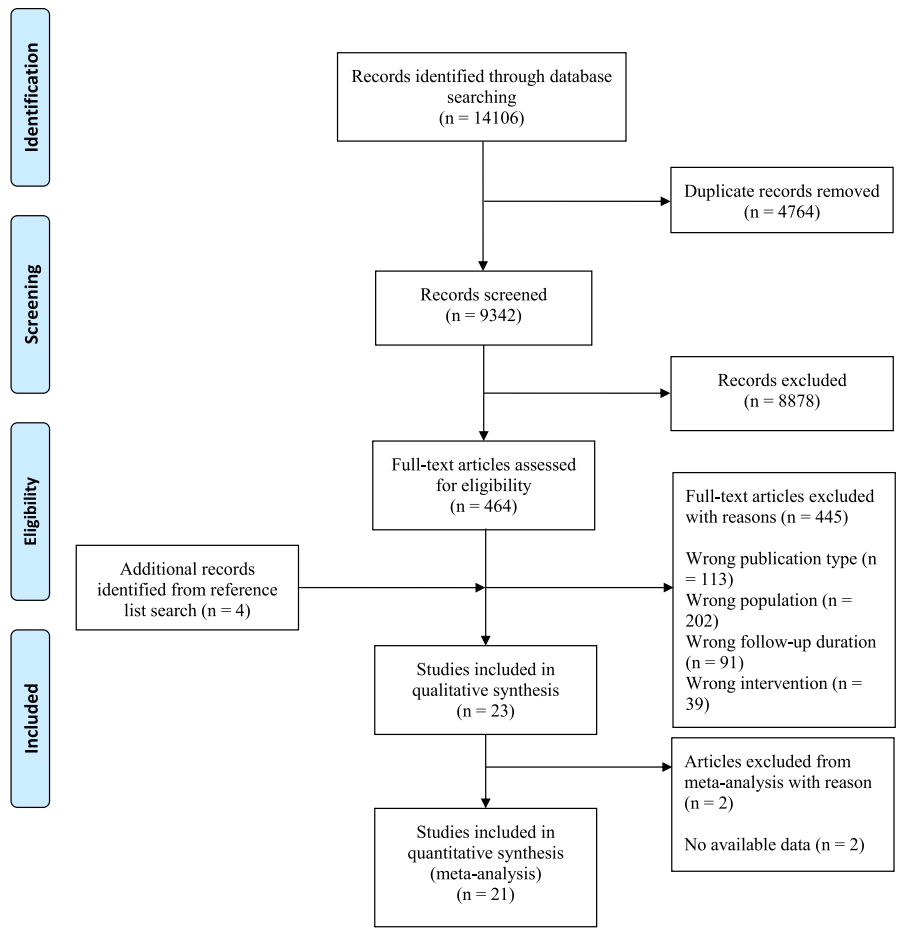 Identification
Records identified through database
searching
(n = 14106)
Duplicate records removed
(n = 4764)
Screening
Records screened
(n = 9342)
Records excluded
(n = 8878)
Eligibility
Full-text articles assessed
for eligibility
(n = 464)
Full-text articles excluded
with reasons (n = 445)
Wrong publication type (n
= 113)
Wrong population (n =
202)
Wrong follow-up duration
(n = 91)
Wrong intervention (n =
39)
Additional records
identified from reference
list search (n = 4)
Included
Studies included in
qualitative synthesis
(n = 23)
Articles excluded from
meta-analysis with reason
(n = 2)
No available data (n = 2)
Studies included in
quantitative synthesis
(meta-analysis)
(n = 21)